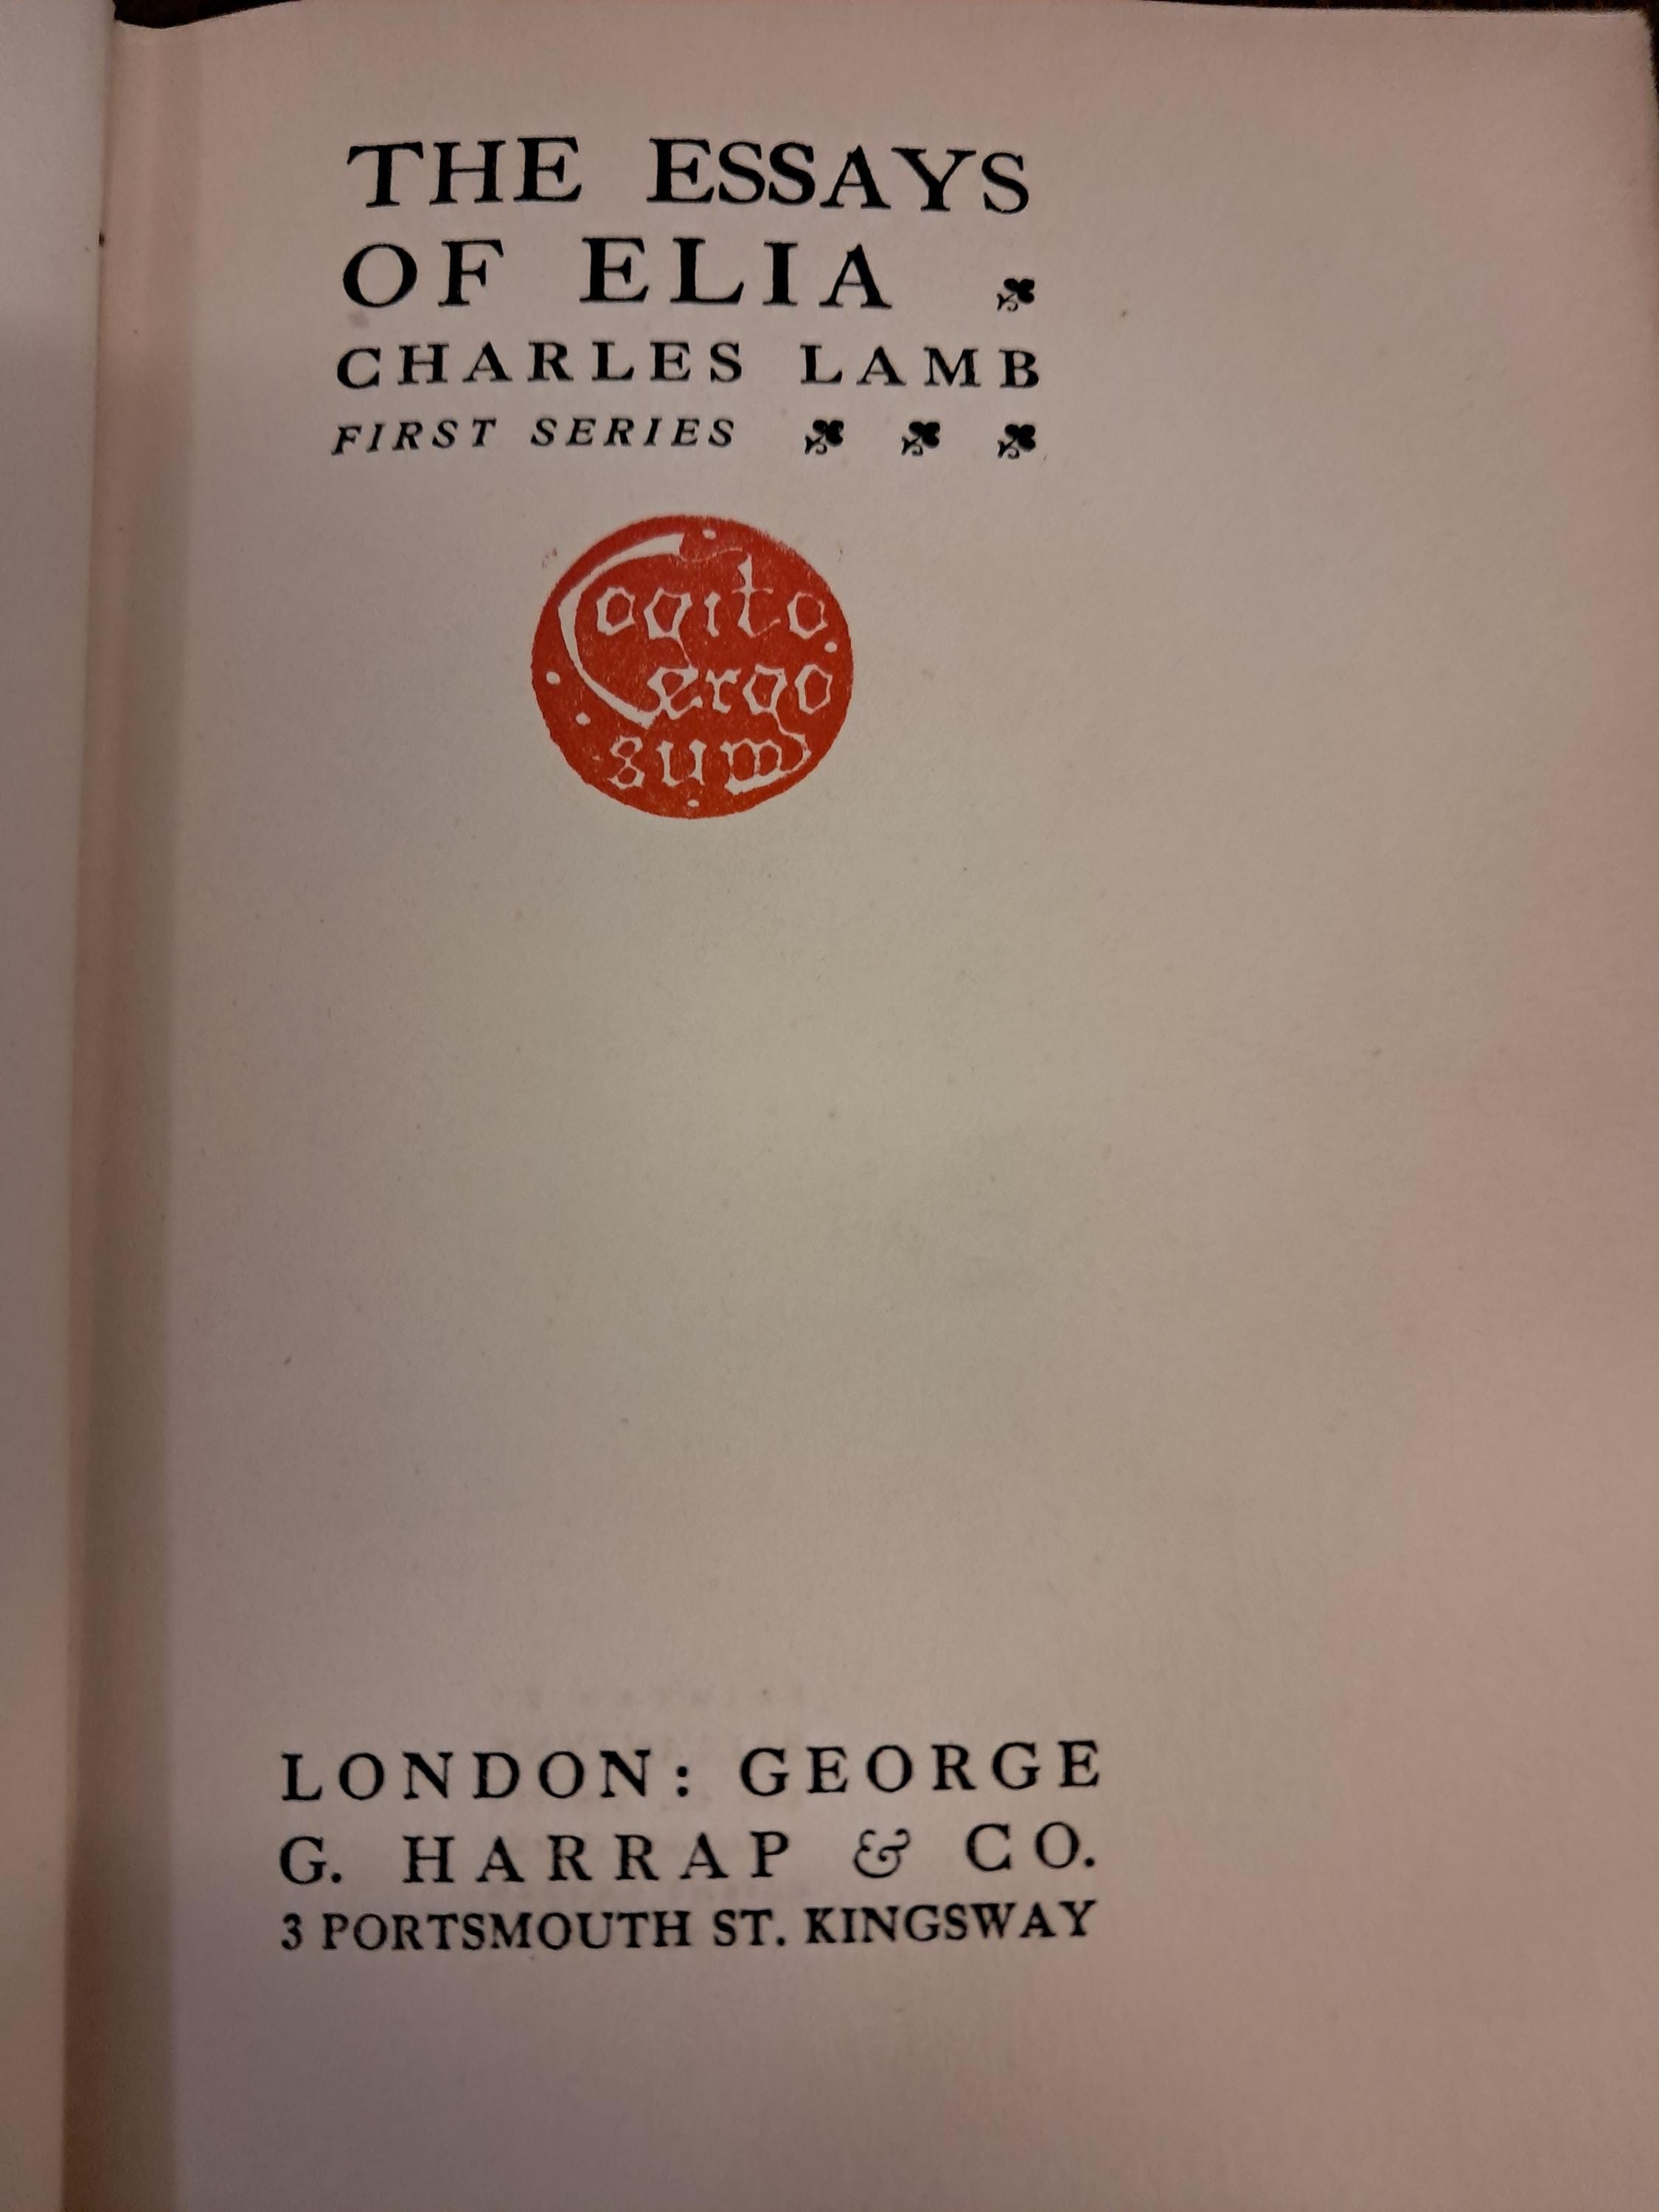 THE ESSAYS
OF ELIA
CHARLES LAMB
FIRST SERIES
Cogito
ergo
sum
LONDON: GEORGE
G. HARRAP & CO.
3 PORTSMOUTH ST. KINGSWAY